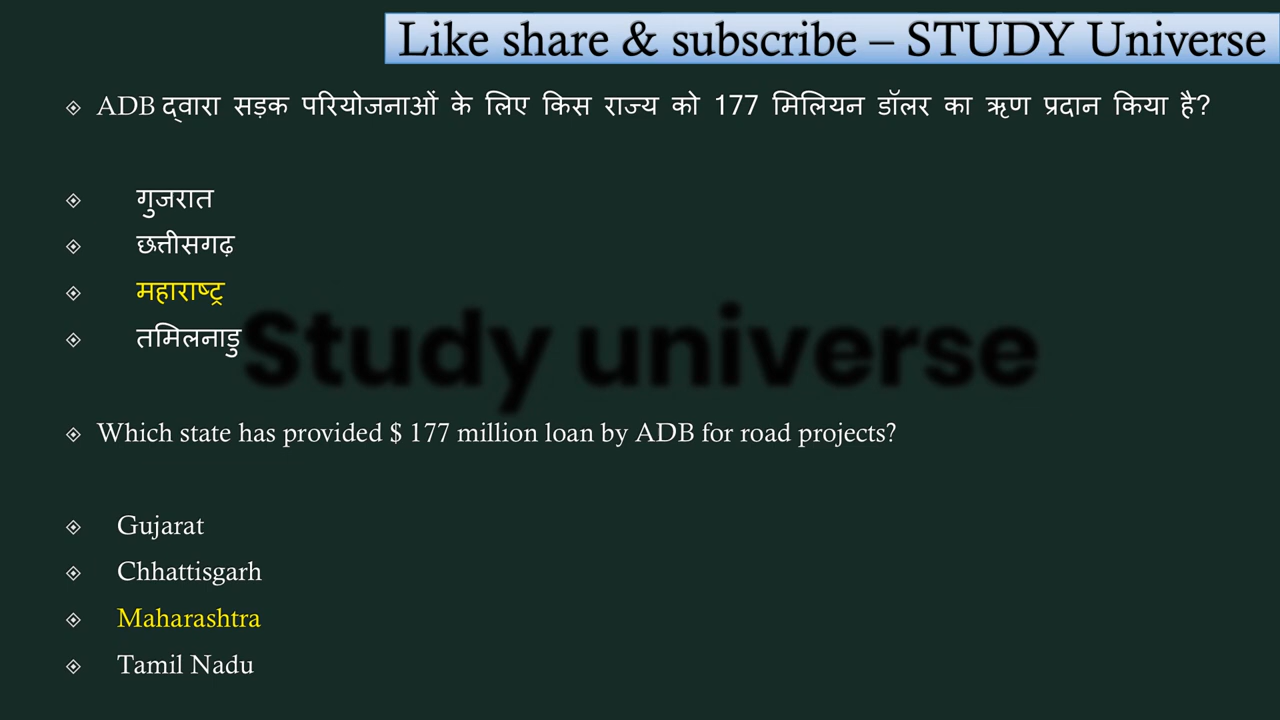 Like share & subscribe – STUDY Universe
ADB द्वारा सड़क परियोजनाओं के लिए किस राज्य को 177 मिलियन डॉलर का ऋण प्रदान किया है?
गुजरात
छत्तीसगढ़
महाराष्ट्र
तमिलनाडु
Study universe
Which state has provided $ 177 million loan by ADB for road projects?
Gujarat
Chhattisgarh
Maharashtra
Tamil Nadu